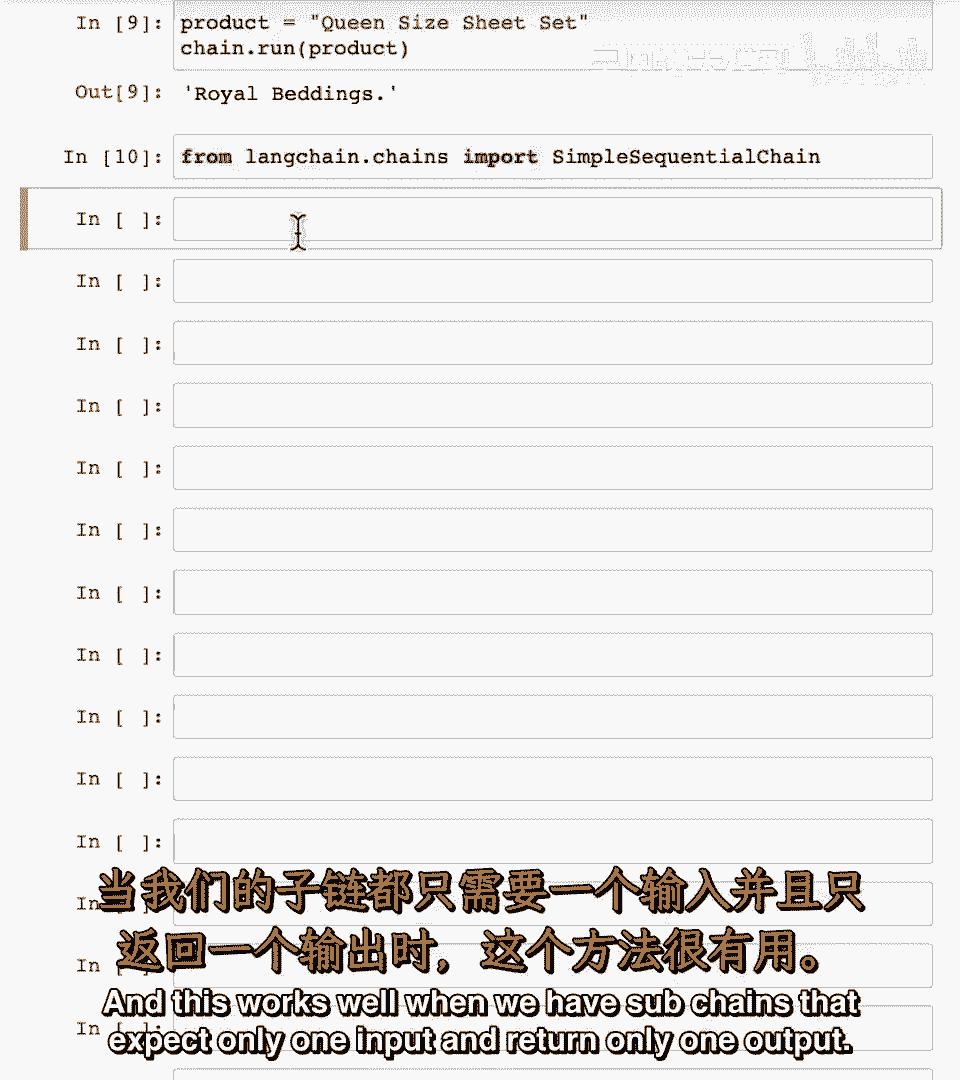 In [9]: product = "Queen Size Sheet Set"
chain.run(product)
Out[9]: 'Royal Beddings.'
In [10]: from langchain.chains import SimpleSequentialChain
In [ ]:
In [ ]:
In [ ]:
In [ ]:
In [ ]:
In [ ]:
In [ ]:
In [ ]:
In [ ]:
In [ ]:
In [ ]:
In [ ]:
当我们的子链都只需要一个输入并且只
In [ ]:
返回一个输出时，这个方法很有用。
In [ ]:
And this works well when we have sub chains that
expect only one input and return only one output.